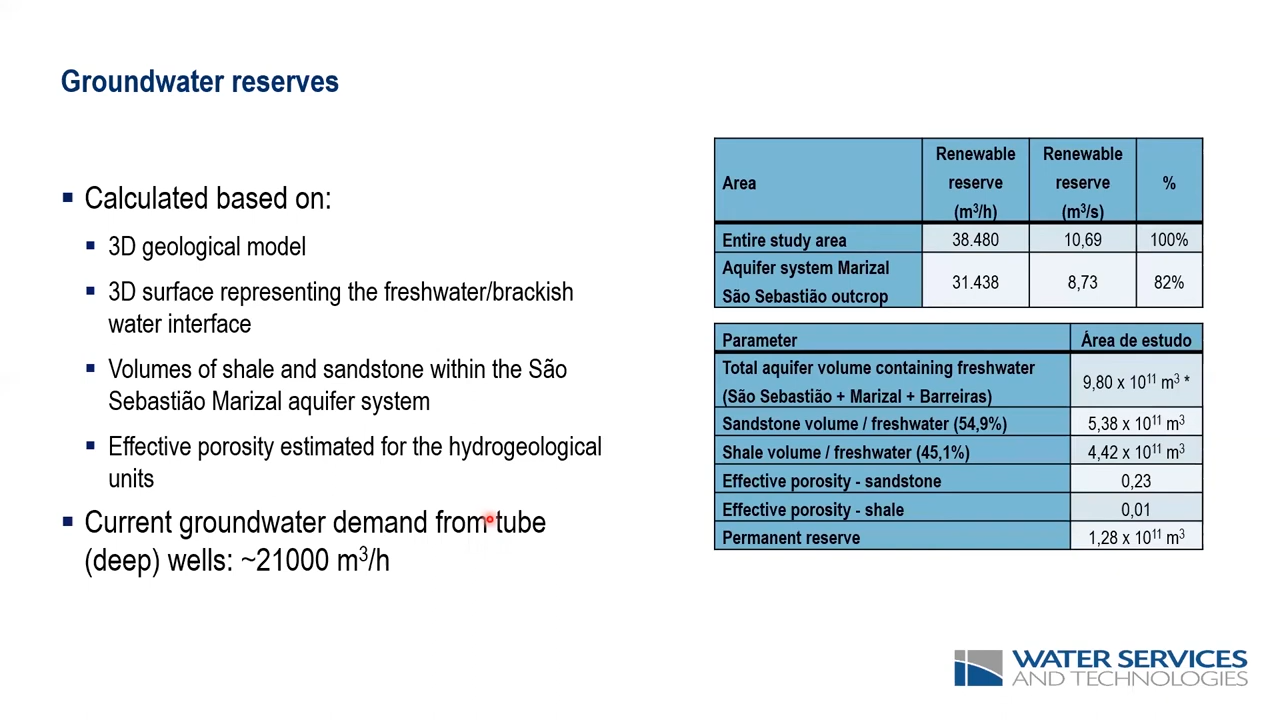 Groundwater reserves
▪ Calculated based on:
▪ 3D geological model
▪ 3D surface representing the freshwater/brackish
water interface
▪ Volumes of shale and sandstone within the São
Sebastião Marizal aquifer system
▪ Effective porosity estimated for the hydrogeological
units
▪ Current groundwater demand from tube
(deep) wells: ~21000 m³/h
Area
Renewable
reserve
(m³/h)
Renewable
reserve
(m³/s)
%
Entire study area 38.480 10,69 100%
Aquifer system Marizal
São Sebastião outcrop
31.438 8,73 82%
Parameter Área de estudo
Total aquifer volume containing freshwater
(São Sebastião + Marizal + Barreiras)
9,80 x 10¹¹ m³ *
Sandstone volume / freshwater (54,9%) 5,38 x 10¹¹ m³
Shale volume / freshwater (45,1%) 4,42 x 10¹¹ m³
Effective porosity - sandstone 0,23
Effective porosity - shale 0,01
Permanent reserve 1,28 x 10¹¹ m³
WATER SERVICES
AND TECHNOLOGIES